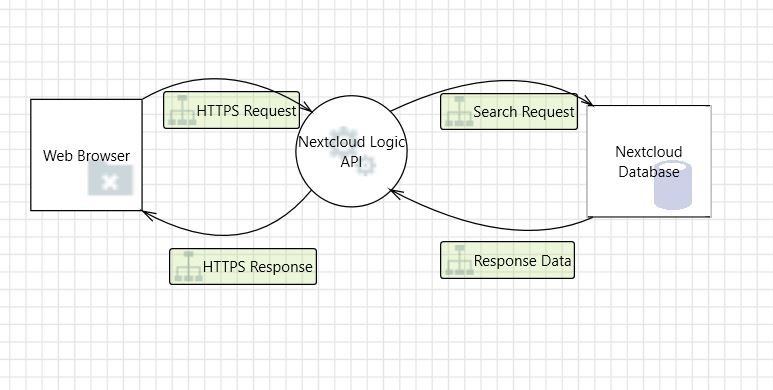 HTTPS Request
Search Request
Web Browser
Nextcloud Logic
API
Nextcloud
Database
HTTPS Response
Response Data